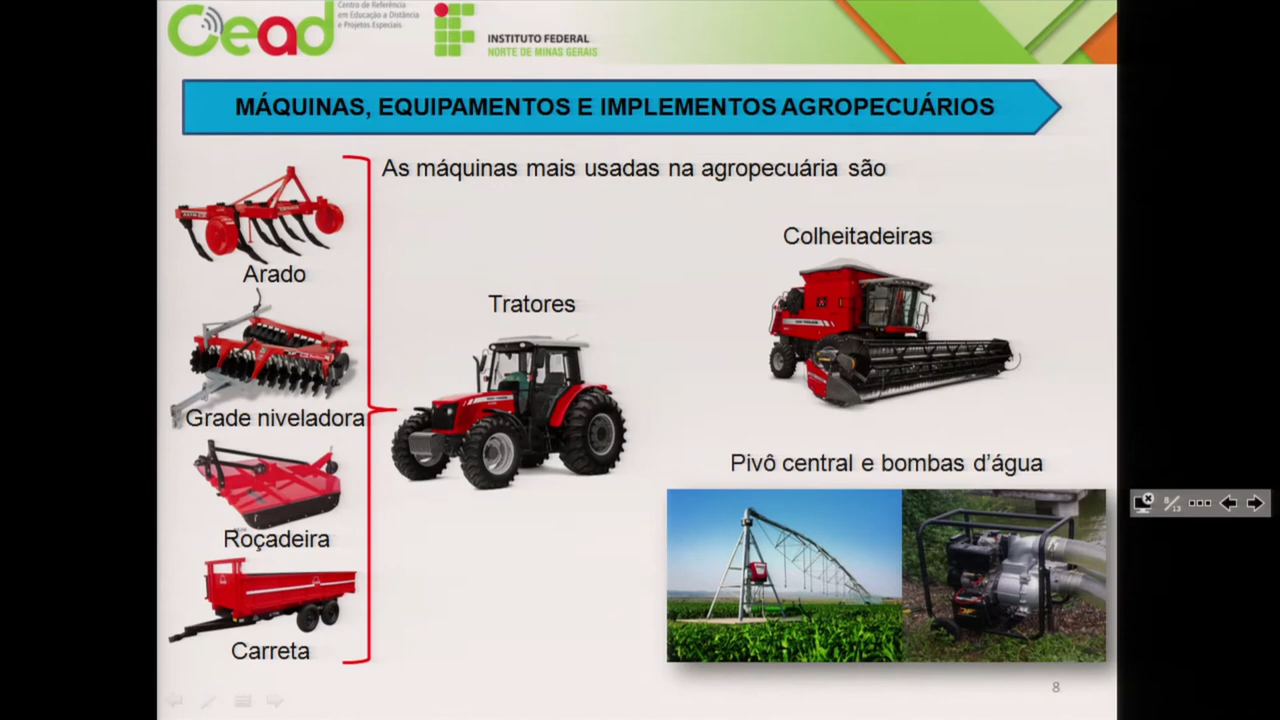 Cead
Centro de Referência
em Educação a Distância
e Projetos Especiais
INSTITUTO FEDERAL
NORTE DE MINAS GERAIS
MÁQUINAS, EQUIPAMENTOS E IMPLEMENTOS AGROPECUÁRIOS
As máquinas mais usadas na agropecuária são
Arado
Grade niveladora
Roçadeira
Carreta
Tratores
Colheitadeiras
Pivô central e bombas d’água
8
8/13